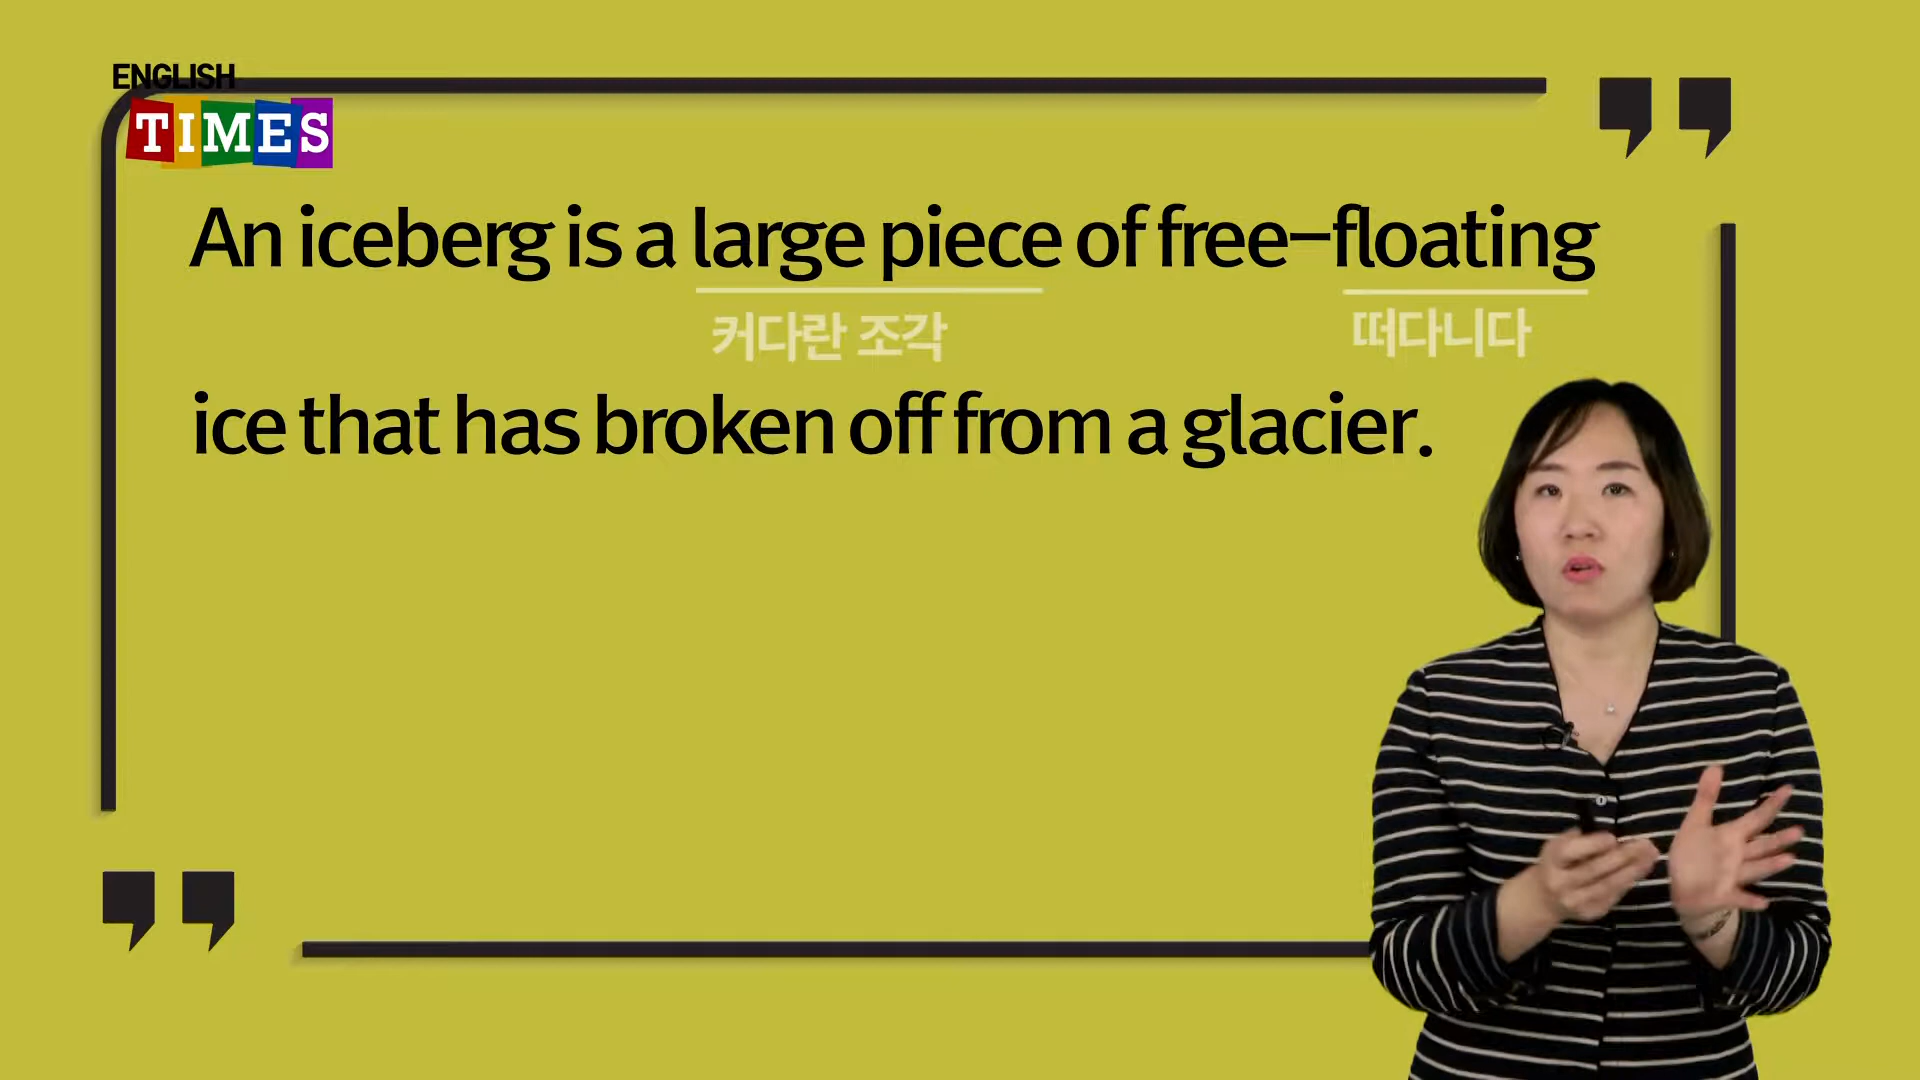 ENGLISH
TIMES
An iceberg is a large piece of free-floating
커다란 조각 떠다니다
ice that has broken off from a glacier.